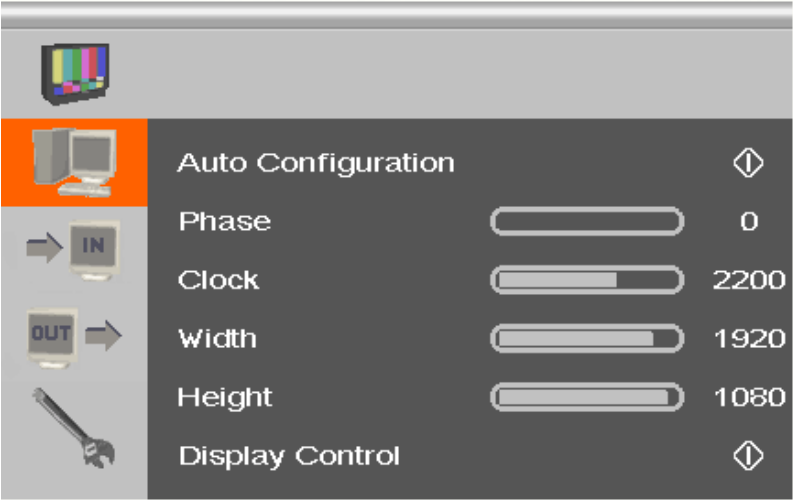 Auto Configuration
Phase 0
Clock 2200
IN
Width 1920
OUT
Height 1080
Display Control